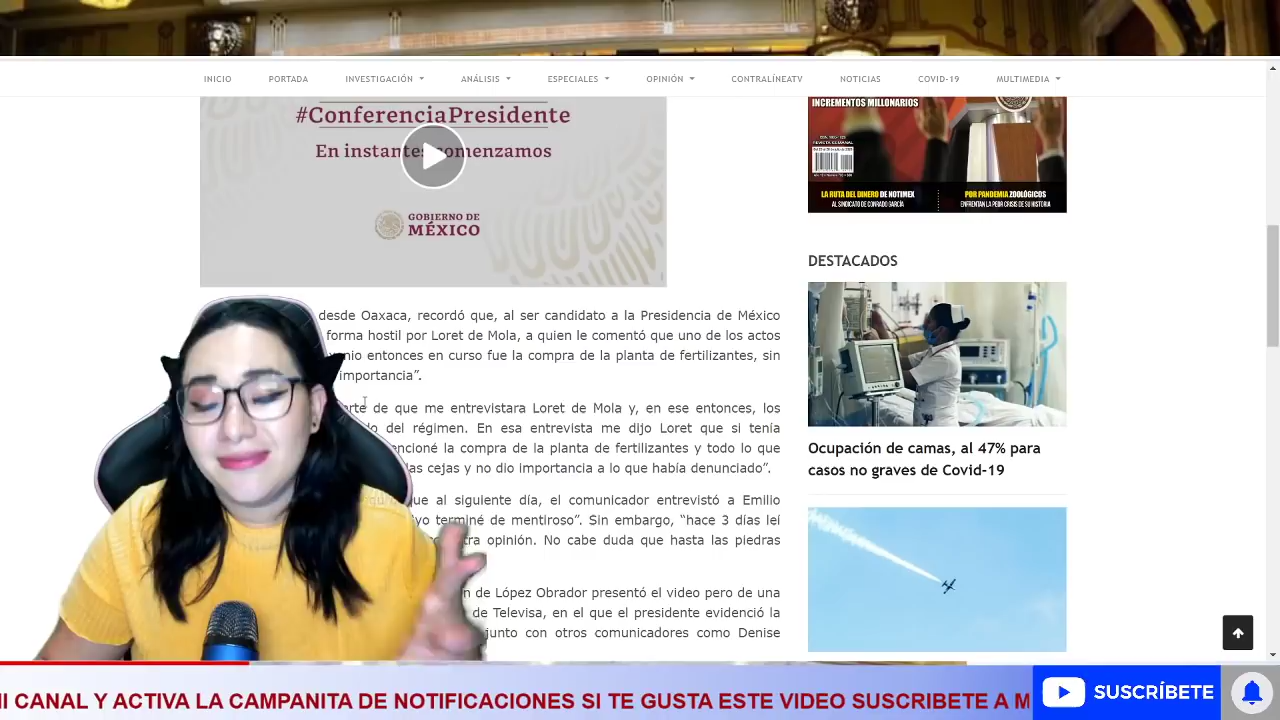 INICIO PORTADA INVESTIGACIÓN ANÁLISIS ESPECIALES OPINIÓN CONTRALÍNEATV NOTICIAS COVID-19 MULTIMEDIA
#ConferenciaPresidente
En instantes comenzamos
GOBIERNO DE
MÉXICO
INCREMENTOS MILLONARIOS
LA RUTA DEL DINERO DE NOTIMEX
AL SINDICATO DE CONRADO GARCÍA
POR PANDEMIA ZOOLÓGICOS
ENFRENTAN LA PEOR CRISIS DE SU HISTORIA
desde Oaxaca, recordó que, al ser candidato a la Presidencia de México
forma hostil por Loret de Mola, a quien le comentó que uno de los actos
entonces en curso fue la compra de la planta de fertilizantes, sin
importancia”.
de que me entrevistara Loret de Mola y, en ese entonces, los
del régimen. En esa entrevista me dijo Loret que si tenía
la compra de la planta de fertilizantes y todo lo que
las cejas y no dio importancia a lo que había denunciado”.
que al siguiente día, el comunicador entrevistó a Emilio
yo terminé de mentiroso”. Sin embargo, “hace 3 días leí
opinión. No cabe duda que hasta las piedras
de López Obrador presentó el video pero de una
de Televisa, en el que el presidente evidenció la
junto con otros comunicadores como Denise
DESTACADOS
Ocupación de camas, al 47% para
casos no graves de Covid-19
MI CANAL Y ACTIVA LA CAMPANITA DE NOTIFICACIONES SI TE GUSTA ESTE VIDEO SUSCRIBETE A M
SUSCRÍBETE